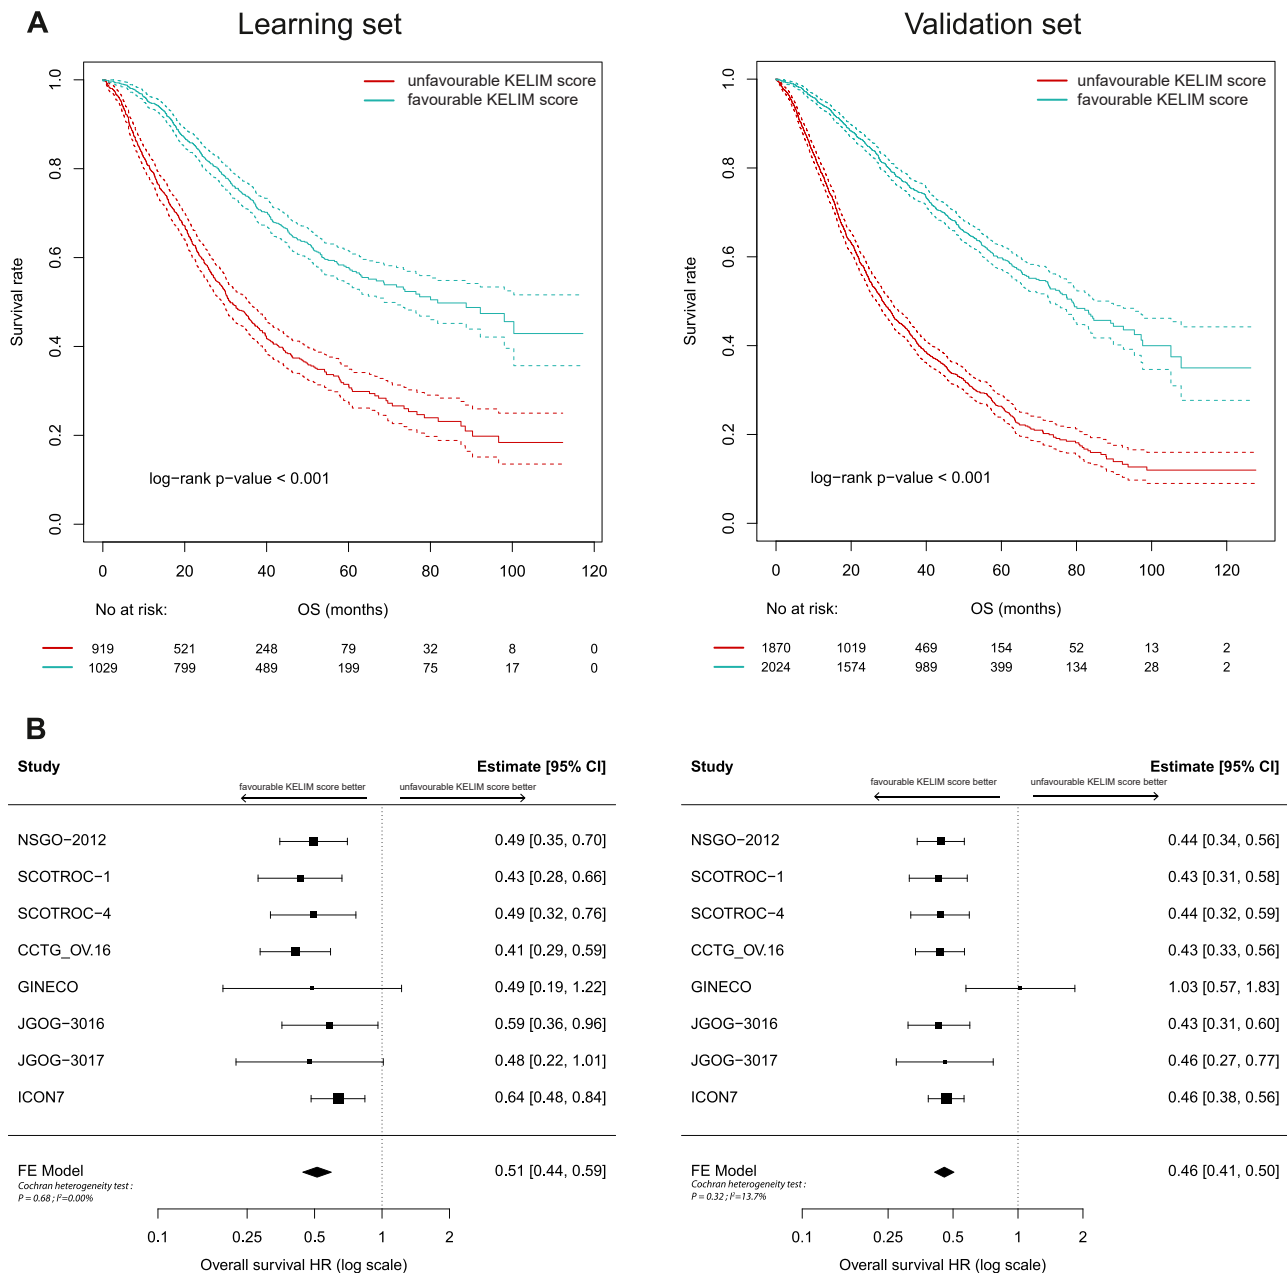 A
Learning set
unfavourable KELIM score
favourable KELIM score
Survival rate
1.0
0.8
0.6
0.4
0.2
0.0
log−rank p−value < 0.001
0 20 40 60 80 100 120
No at risk: OS (months)
919 521 248 79 32 8 0
1029 799 489 199 75 17 0
Validation set
unfavourable KELIM score
favourable KELIM score
Survival rate
1.0
0.8
0.6
0.4
0.2
0.0
log−rank p−value < 0.001
0 20 40 60 80 100 120
No at risk: OS (months)
1870 1019 469 154 52 13 2
2024 1574 989 399 134 28 2
B
Study Estimate [95% CI]
favourable KELIM score better unfavourable KELIM score better
NSGO−2012 0.49 [0.35, 0.70]
SCOTROC−1 0.43 [0.28, 0.66]
SCOTROC−4 0.49 [0.32, 0.76]
CCTG_OV.16 0.41 [0.29, 0.59]
GINECO 0.49 [0.19, 1.22]
JGOG−3016 0.59 [0.36, 0.96]
JGOG−3017 0.48 [0.22, 1.01]
ICON7 0.64 [0.48, 0.84]
FE Model 0.51 [0.44, 0.59]
Cochran heterogeneity test :
P = 0.68 ; I²=0.00%
0.1 0.25 0.5 1 2
Overall survival HR (log scale)
Study Estimate [95% CI]
favourable KELIM score better unfavourable KELIM score better
NSGO−2012 0.44 [0.34, 0.56]
SCOTROC−1 0.43 [0.31, 0.58]
SCOTROC−4 0.44 [0.32, 0.59]
CCTG_OV.16 0.43 [0.33, 0.56]
GINECO 1.03 [0.57, 1.83]
JGOG−3016 0.43 [0.31, 0.60]
JGOG−3017 0.46 [0.27, 0.77]
ICON7 0.46 [0.38, 0.56]
FE Model 0.46 [0.41, 0.50]
Cochran heterogeneity test :
P = 0.32 ; I²=13.7%
0.1 0.25 0.5 1 2
Overall survival HR (log scale)